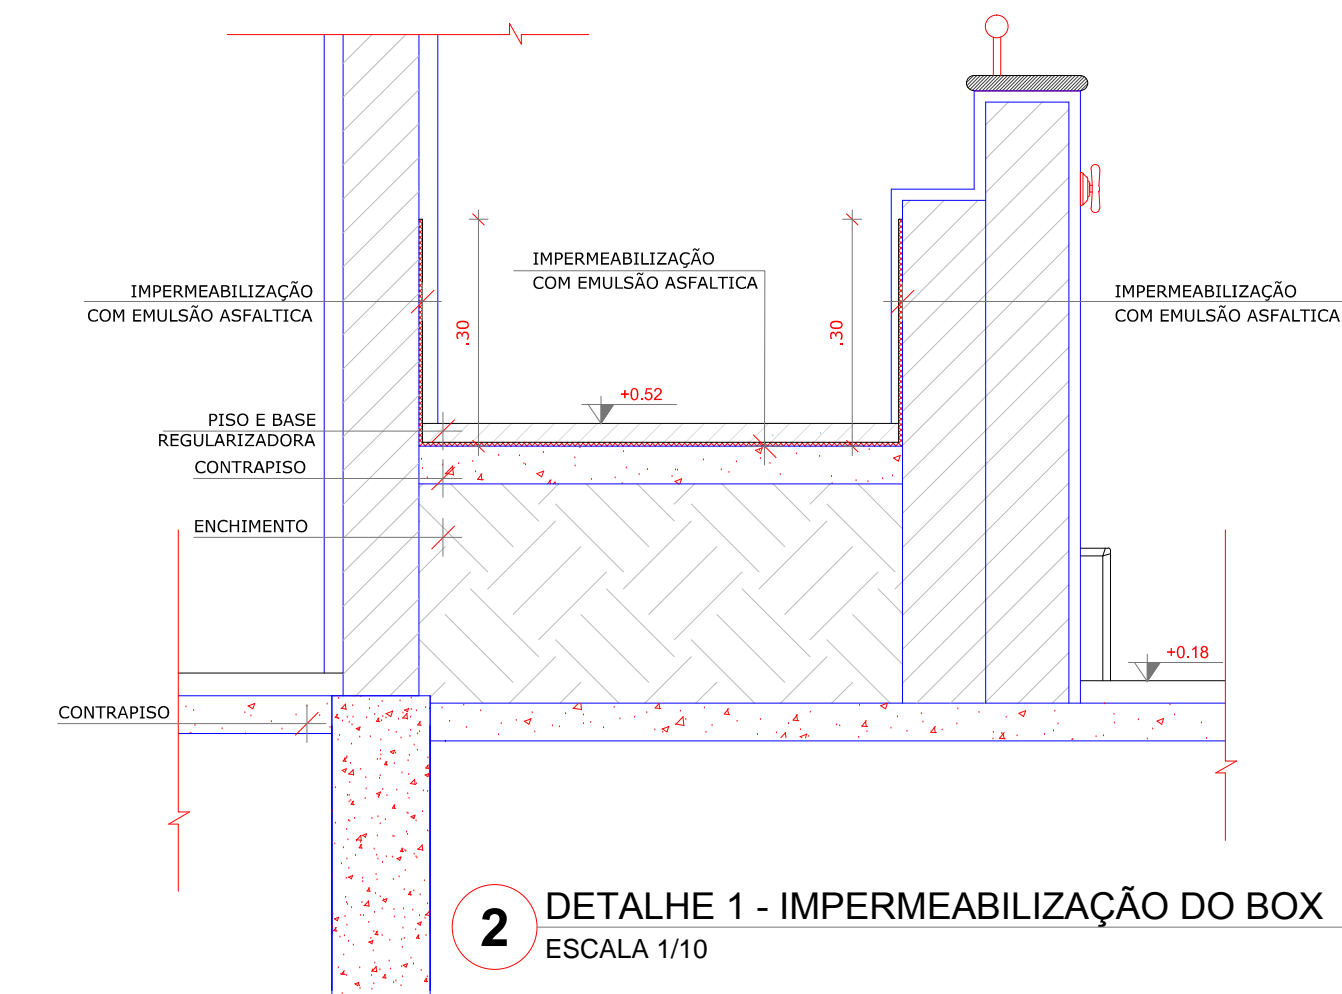 IMPERMEABILIZAÇÃO
COM EMULSÃO ASFALTICA
IMPERMEABILIZAÇÃO
COM EMULSÃO ASFALTICA
IMPERMEABILIZAÇÃO
COM EMULSÃO ASFALTICA
.30
.30
+0.52
PISO E BASE
REGULARIZADORA
CONTRAPISO
ENCHIMENTO
+0.18
CONTRAPISO
2
DETALHE 1 - IMPERMEABILIZAÇÃO DO BOX
ESCALA 1/10